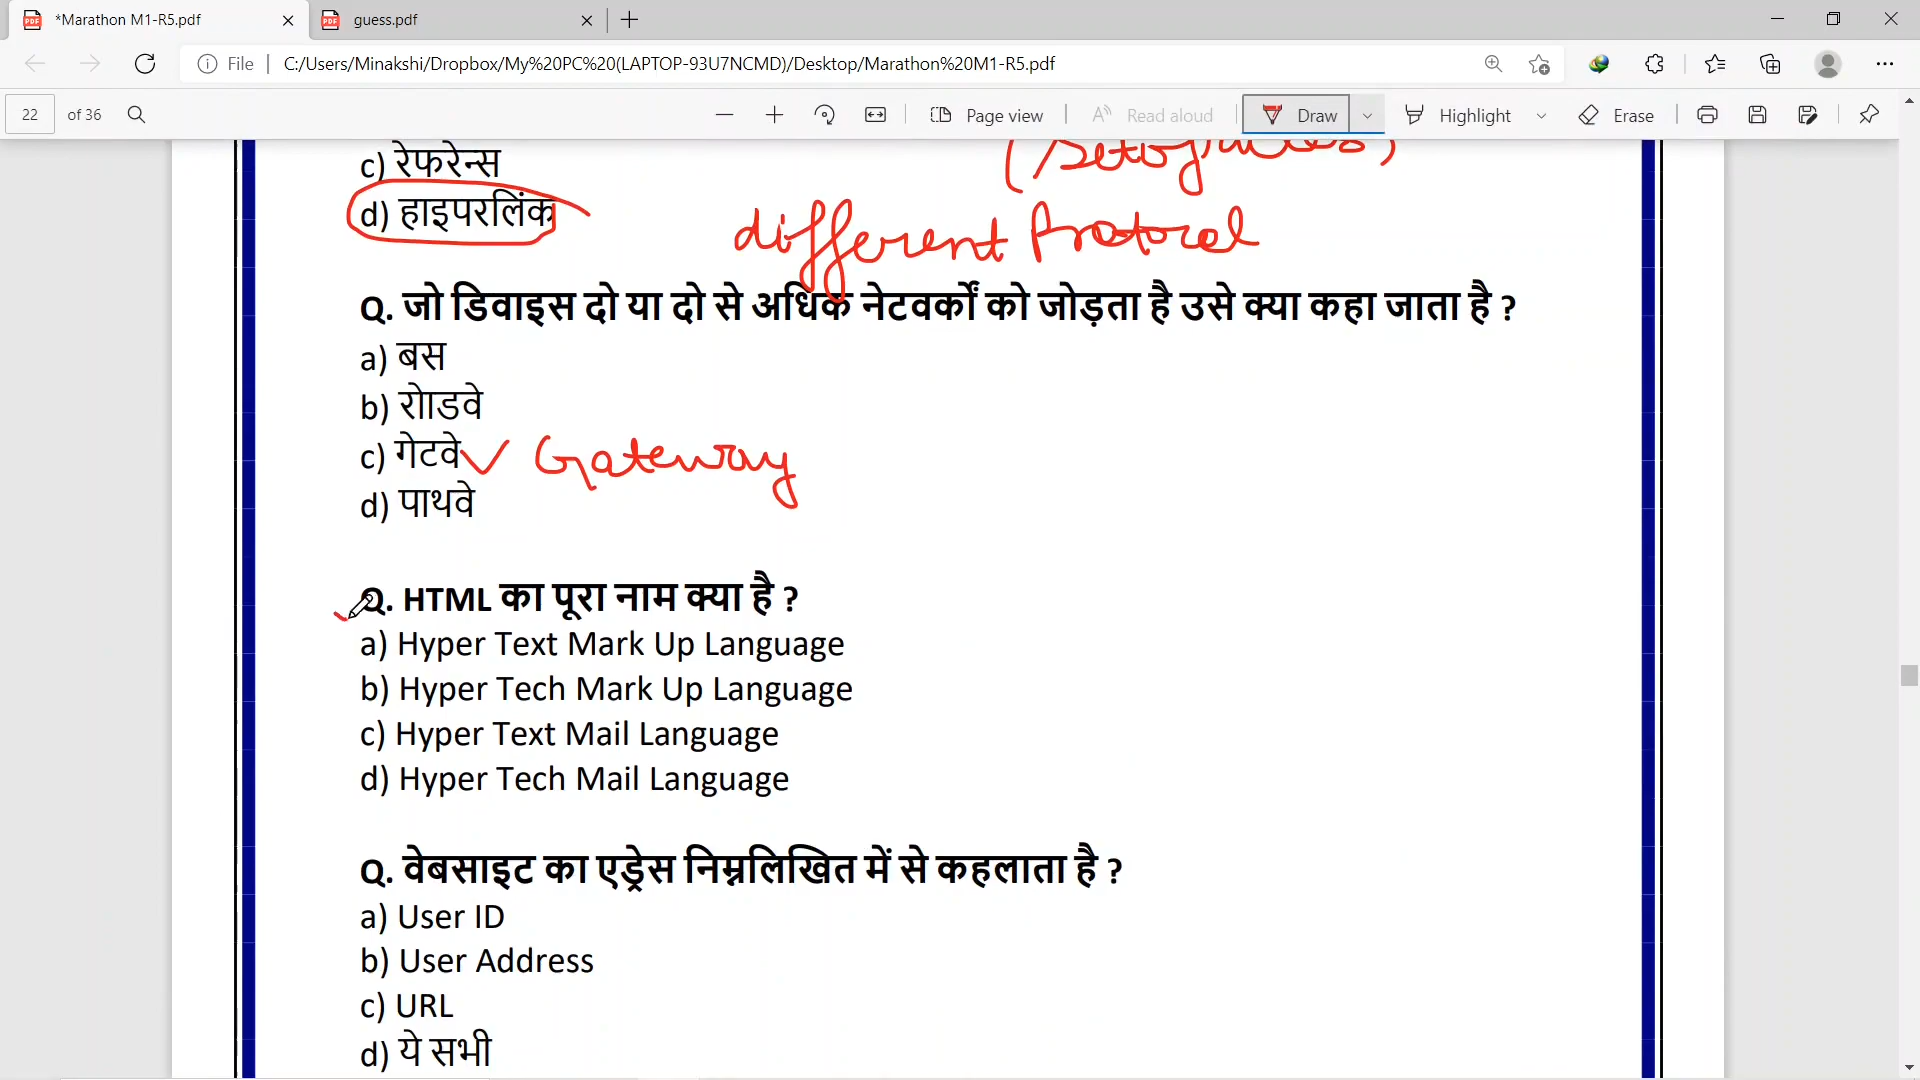 *Marathon M1-R5.pdf
guess.pdf
File
C:/Users/Minakshi/Dropbox/My%20PC%20(LAPTOP-93U7NCMD)/Desktop/Marathon%20M1-R5.pdf
22 of 36
Page view
Read aloud
Draw
Highlight
Erase
c) रेफरेन्स
d) हाइपरलिंक
different Protocol
Q. जो डिवाइस दो या दो से अधिक नेटवर्कों को जोड़ता है उसे क्या कहा जाता है ?
a) बस
b) रोाडवे
c) गेटवे Gateway
d) पाथवे
Q. HTML का पूरा नाम क्या है ?
a) Hyper Text Mark Up Language
b) Hyper Tech Mark Up Language
c) Hyper Text Mail Language
d) Hyper Tech Mail Language
Q. वेबसाइट का एड्रेस निम्नलिखित में से कहलाता है ?
a) User ID
b) User Address
c) URL
d) ये सभी